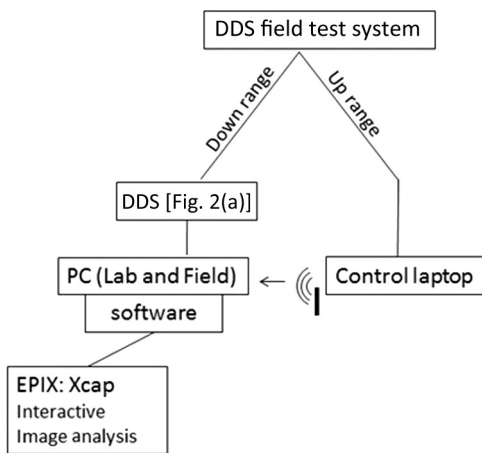 DDS field test system
Down range
Up range
DDS [Fig. 2(a)]
PC (Lab and Field)
Control laptop
software
EPIX: Xcap
Interactive
Image analysis